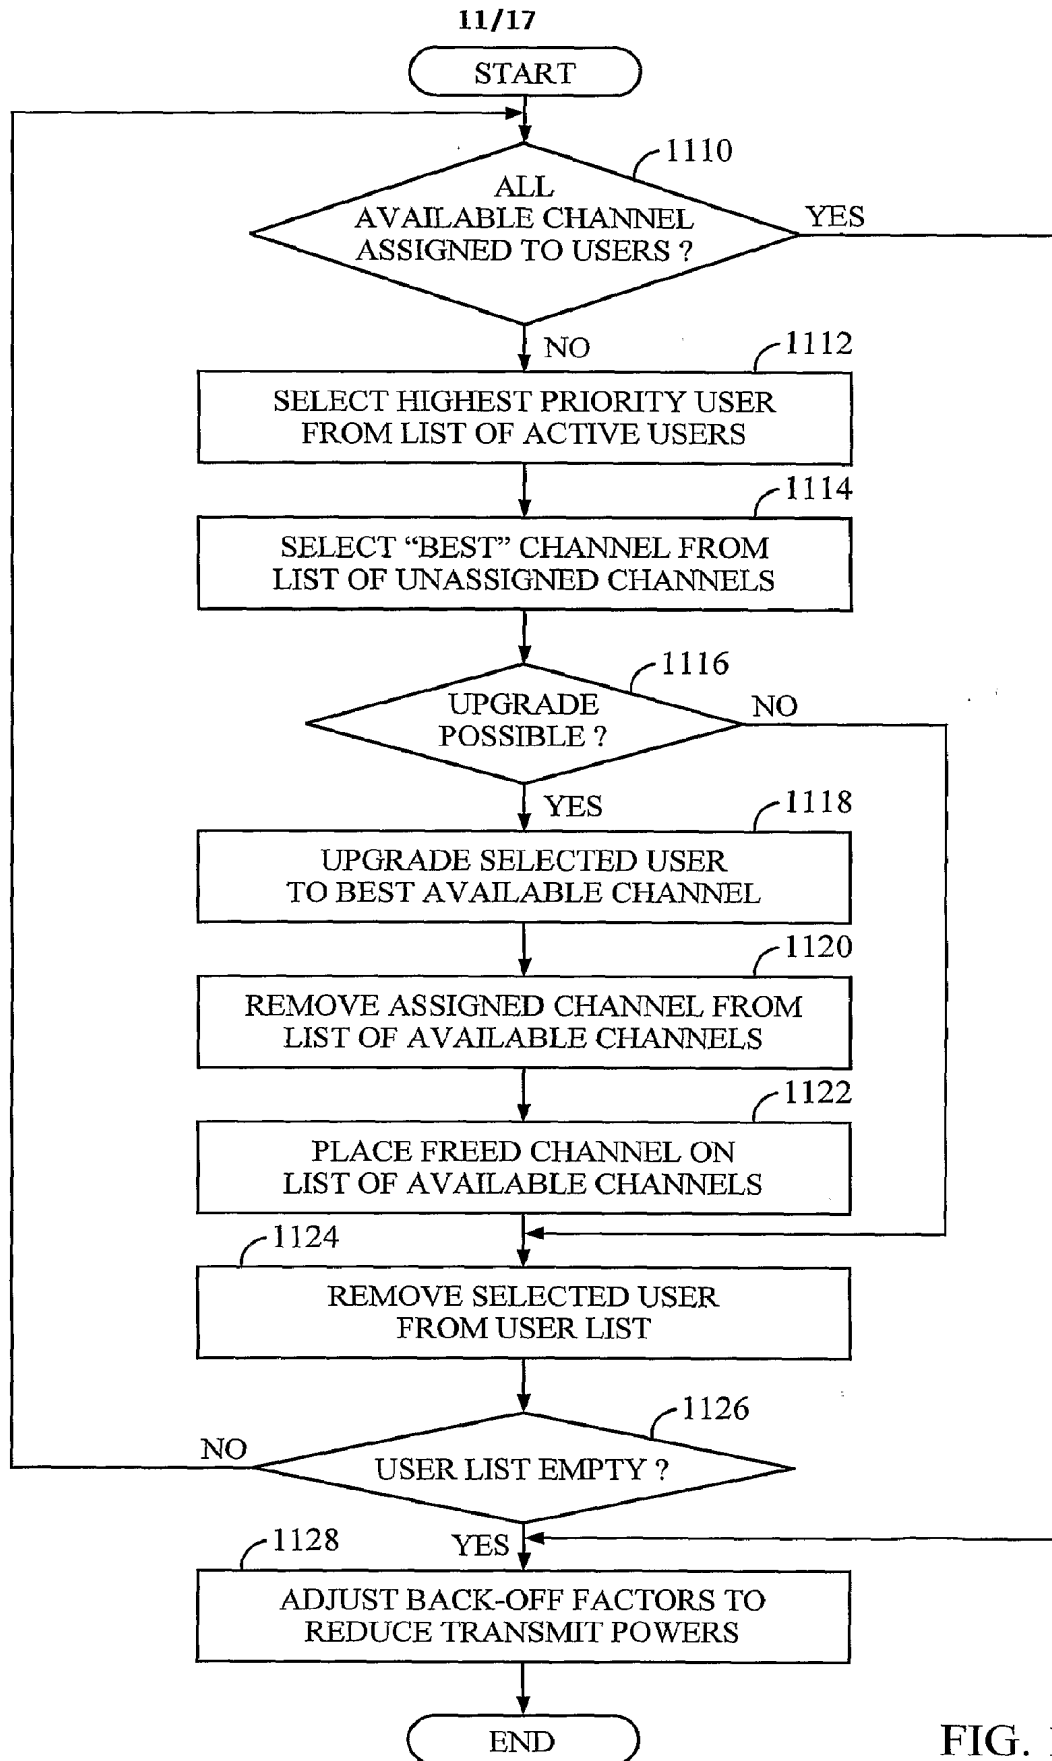 11/17
START
1110
ALL
AVAILABLE CHANNEL
ASSIGNED TO USERS ?
YES
NO
1112
SELECT HIGHEST PRIORITY USER
FROM LIST OF ACTIVE USERS
1114
SELECT “BEST” CHANNEL FROM
LIST OF UNASSIGNED CHANNELS
1116
UPGRADE
POSSIBLE ?
NO
YES
1118
UPGRADE SELECTED USER
TO BEST AVAILABLE CHANNEL
1120
REMOVE ASSIGNED CHANNEL FROM
LIST OF AVAILABLE CHANNELS
1122
PLACE FREED CHANNEL ON
LIST OF AVAILABLE CHANNELS
1124
REMOVE SELECTED USER
FROM USER LIST
1126
NO
USER LIST EMPTY ?
YES
1128
ADJUST BACK-OFF FACTORS TO
REDUCE TRANSMIT POWERS
END
FIG.